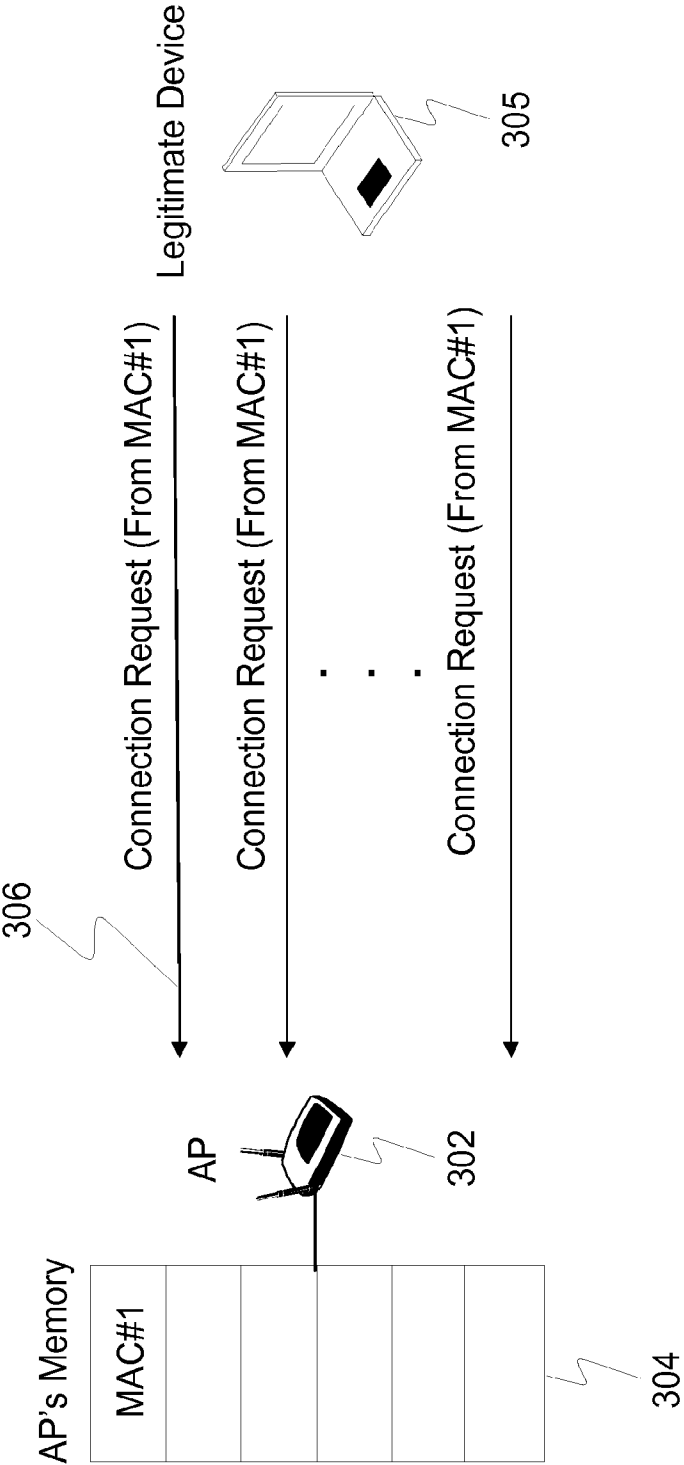 AP's Memory
MAC#1
304
AP
302
306
Connection Request (From MAC#1)
Connection Request (From MAC#1)
. . .
Connection Request (From MAC#1)
Legitimate Device
305